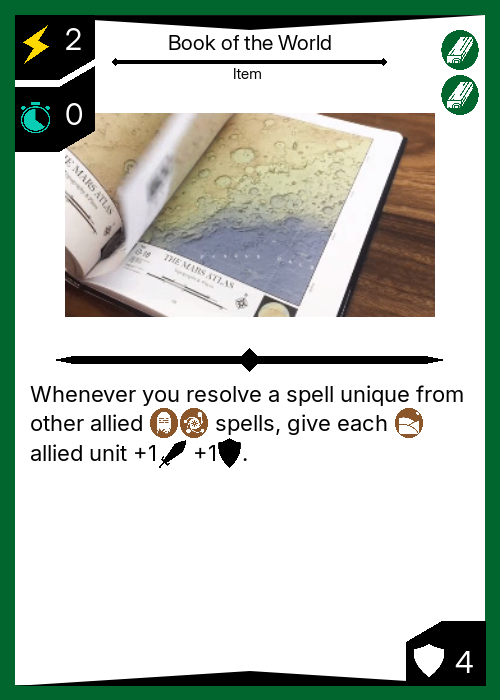 2
Book of the World
Item
0
THE MARS ATLAS
THE MARS ATLAS
Whenever you resolve a spell unique from
other allied spells, give each
allied unit +1 +1.
4